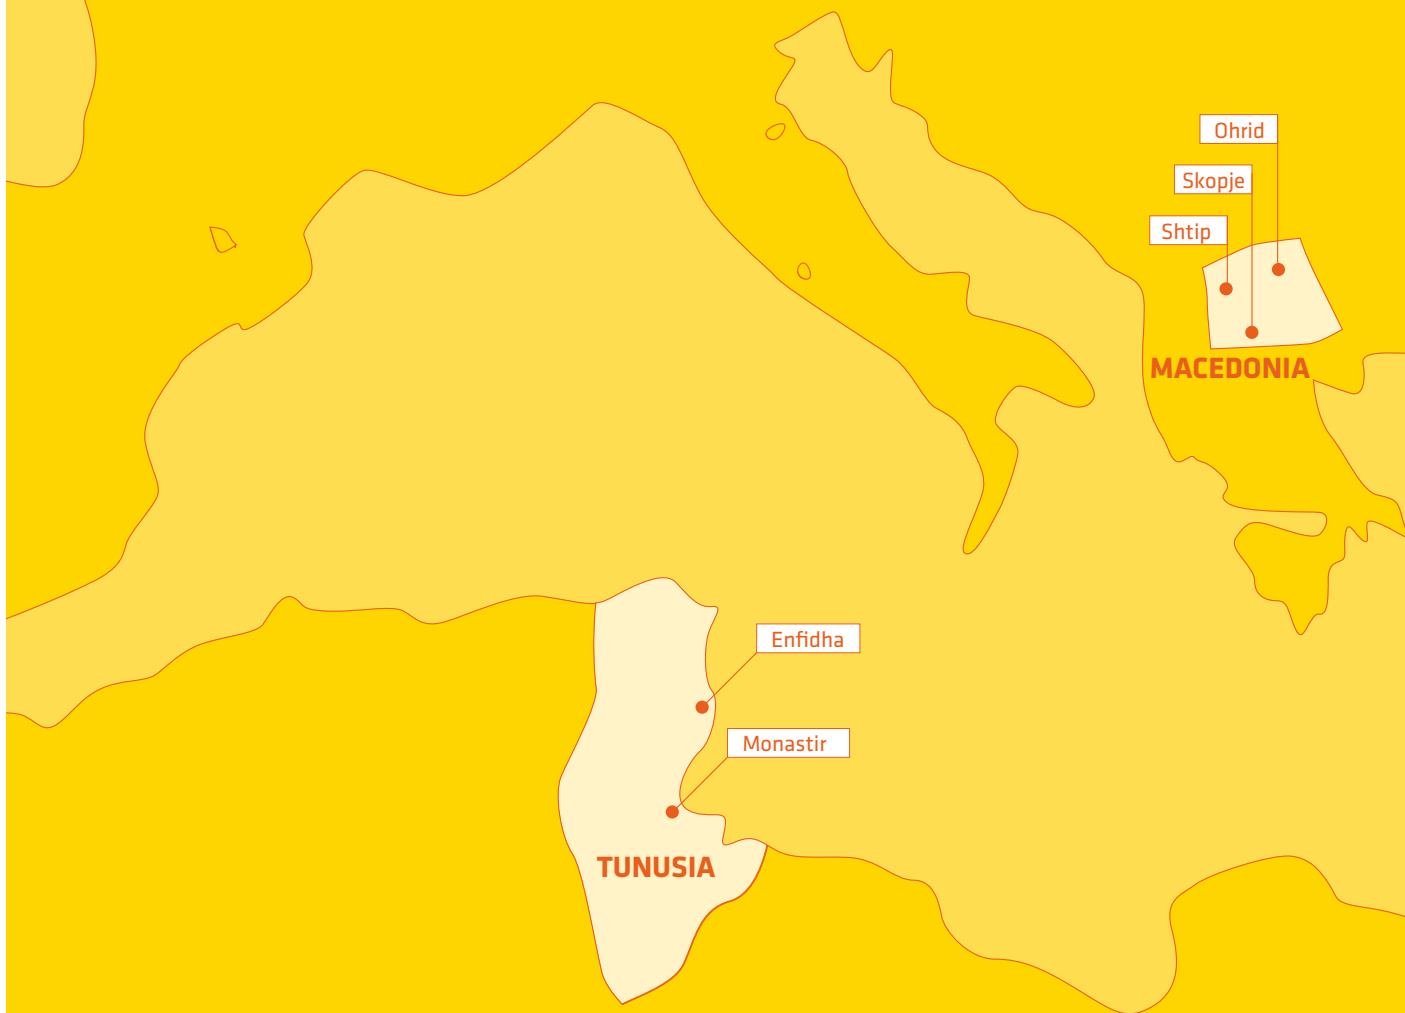 Ohrid
Skopje
Shtip
MACEDONIA
Enfidha
Monastir
TUNUSIA